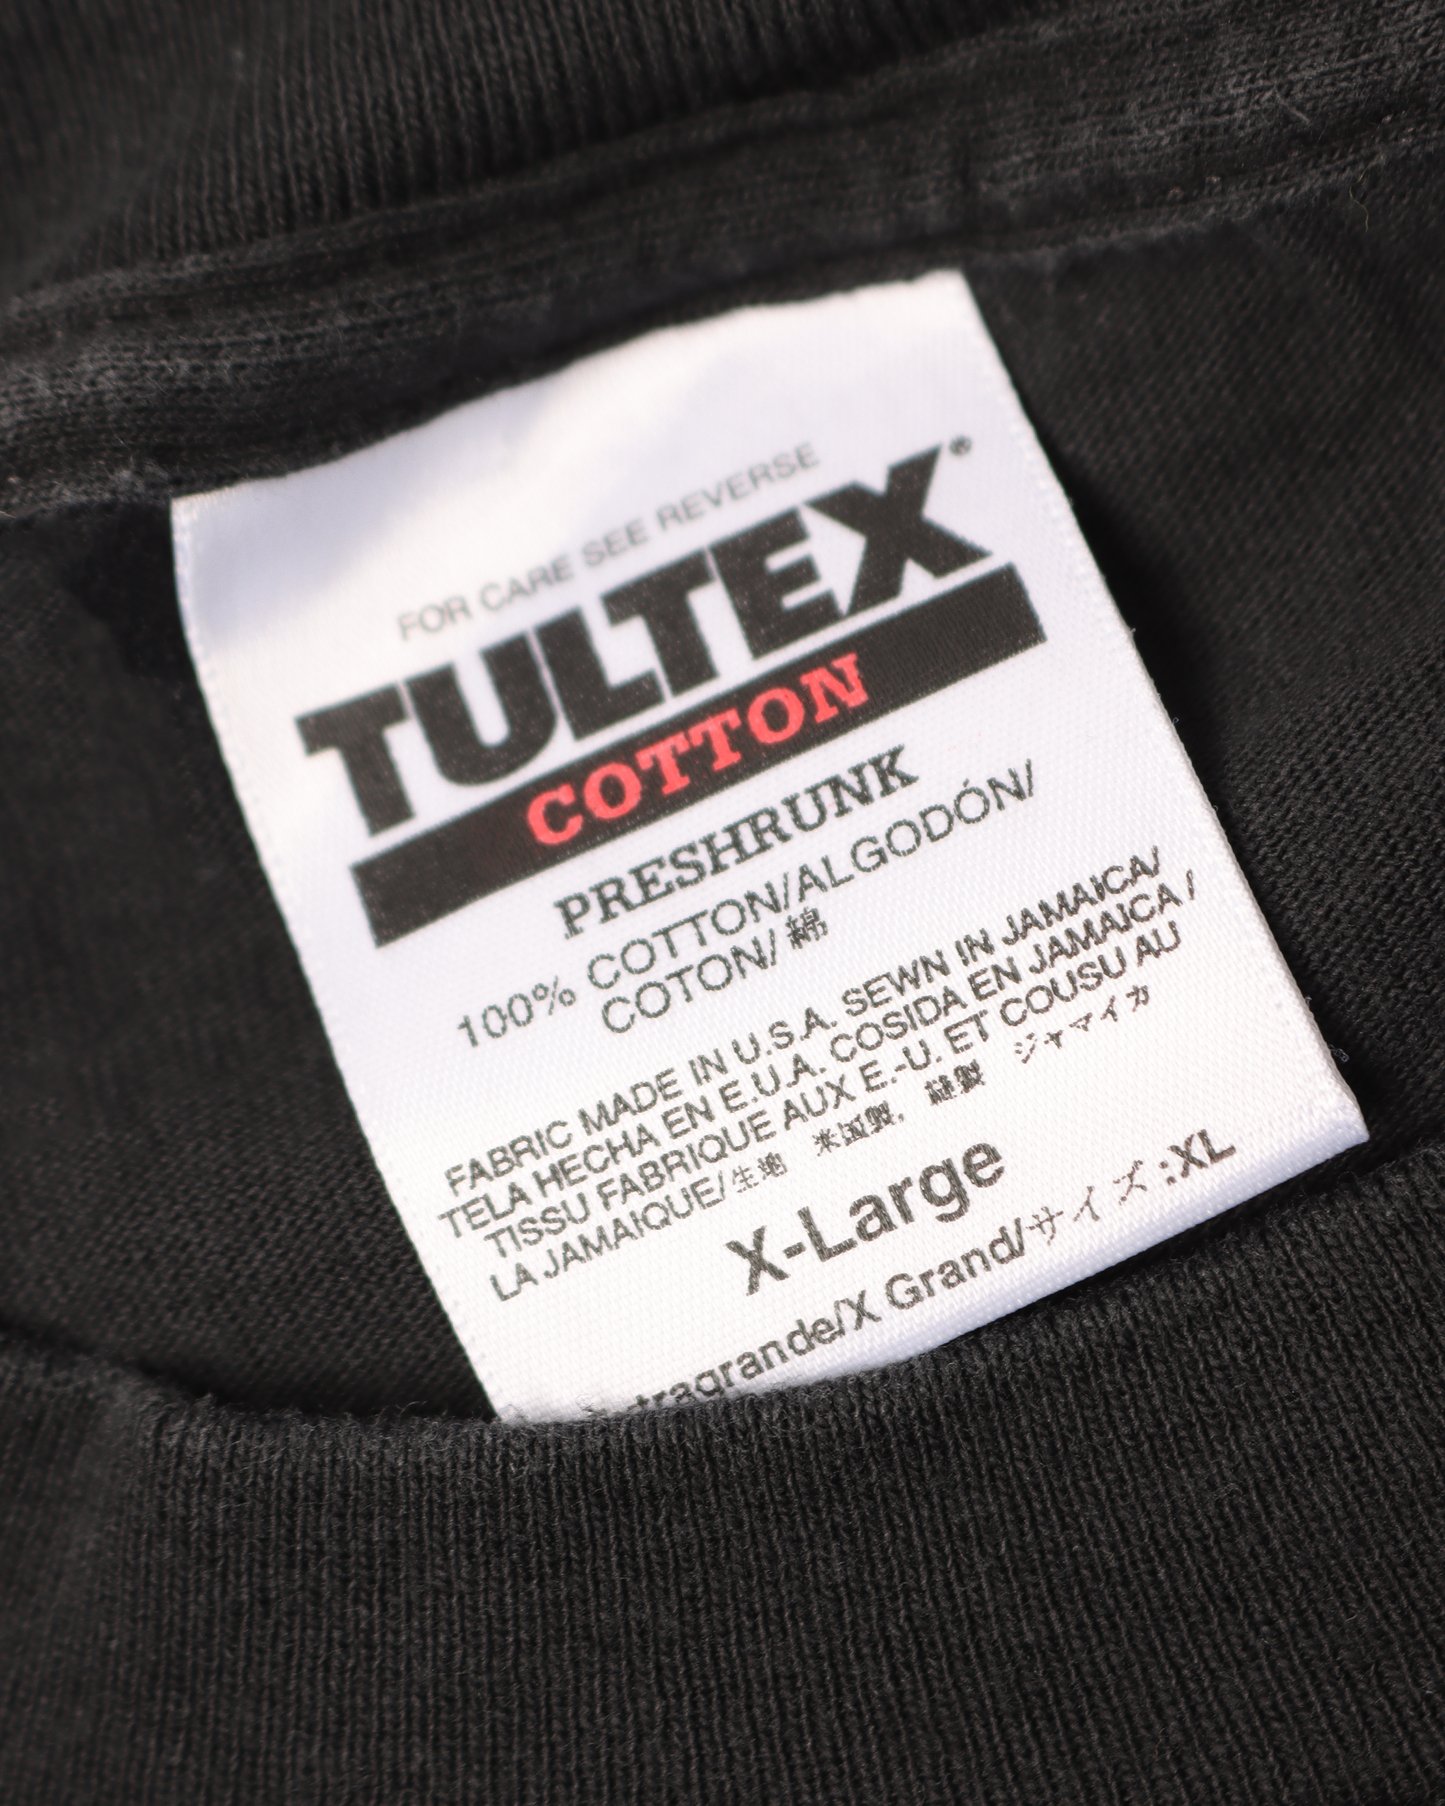 FOR CARE SEE REVERSE
TULTEX®
COTTON
PRESHRUNK
100% COTTON/ALGODÓN/
COTON/綿
FABRIC MADE IN U.S.A. SEWN IN JAMAICA/
TELA HECHA EN E.U.A. COSIDA EN JAMAICA /
TISSU FABRIQUE AUX E.-U. ET COUSU AU
LA JAMAIQUE/生地 米国製, 縫製 ジャマイカ
X-Large
tragrande/X Grand/サイズ:XL